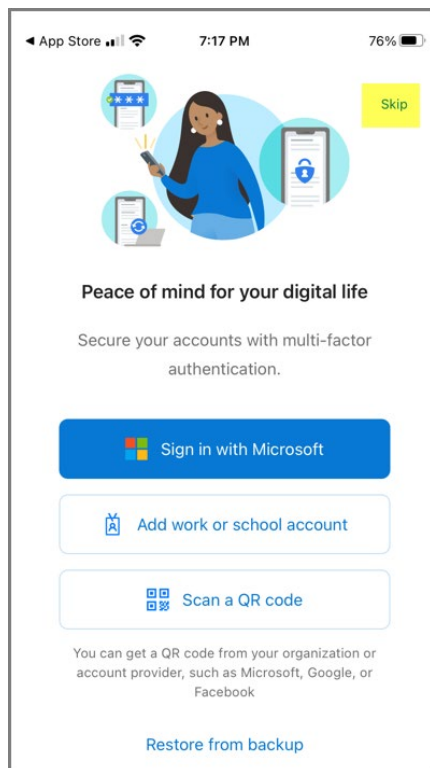 ◀ App Store 7:17 PM 76%
Skip
***
Peace of mind for your digital life
Secure your accounts with multi-factor
authentication.
Sign in with Microsoft
Add work or school account
Scan a QR code
You can get a QR code from your organization or
account provider, such as Microsoft, Google, or
Facebook
Restore from backup